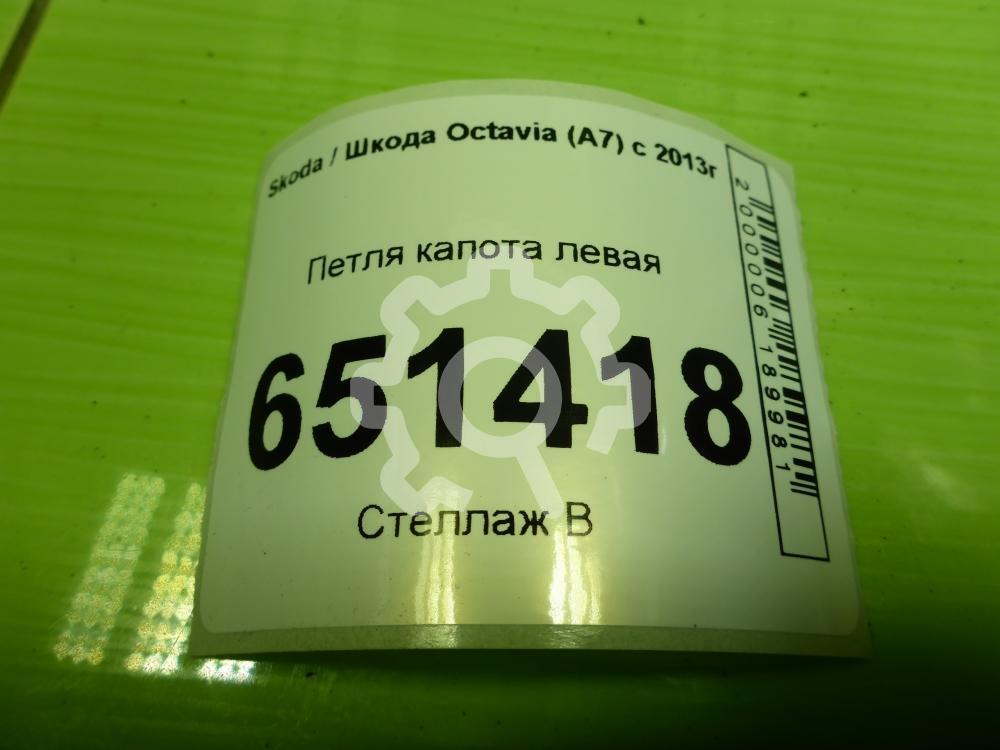 Skoda / Шкода Octavia (A7) с 2013г
Петля капота левая
651418
Стеллаж В
2000006189981